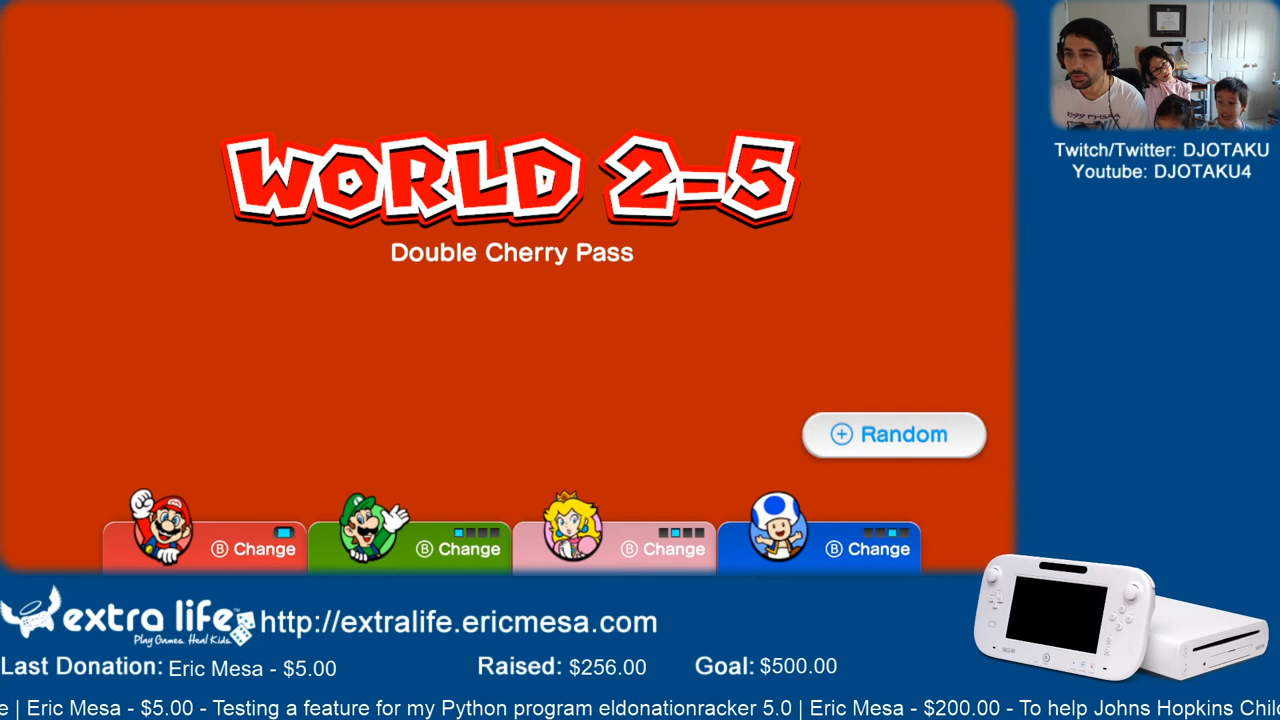 WORLD 2-5
Double Cherry Pass
Twitch/Twitter: DJOTAKU
Youtube: DJOTAKU4
+ Random
B Change
B Change
B Change
B Change
extra life
Play Games. Heal Kids.
http://extralife.ericmesa.com
Last Donation: Eric Mesa - $5.00
Raised: $256.00
Goal: $500.00
e | Eric Mesa - $5.00 - Testing a feature for my Python program eldonationracker 5.0 | Eric Mesa - $200.00 - To help Johns Hopkins Chil